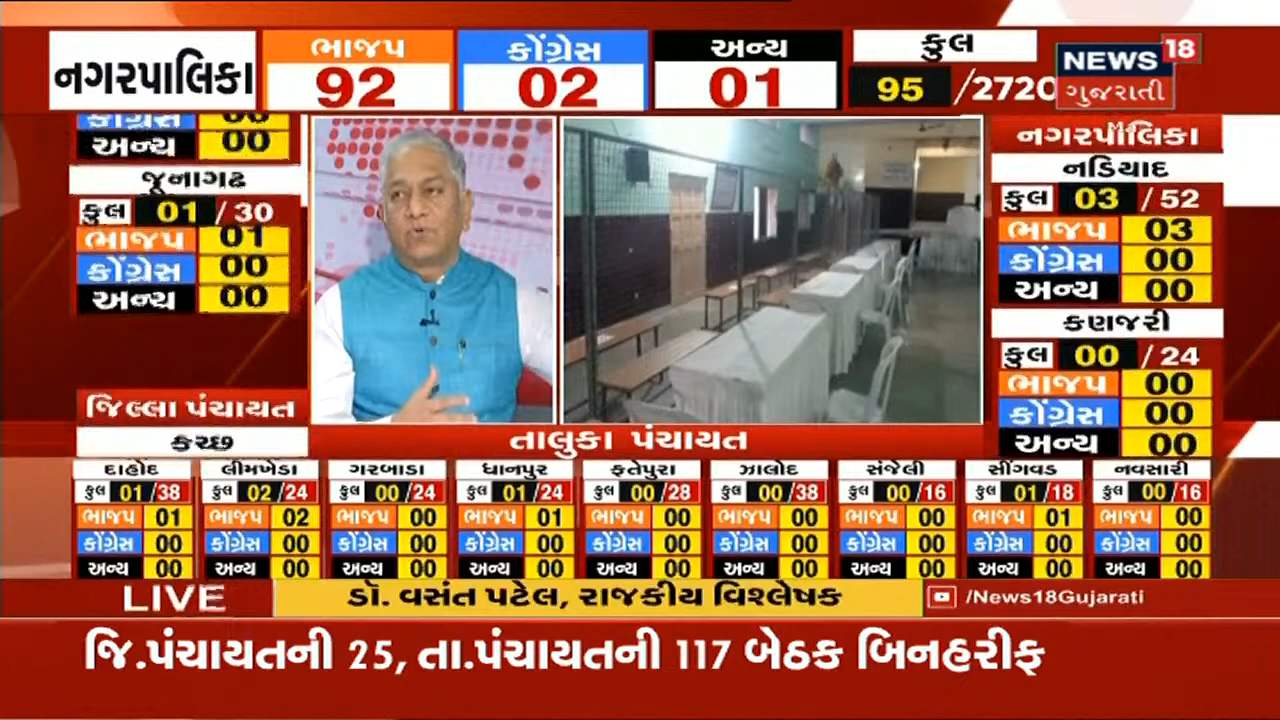 નગરપાલિકા
ભાજપ 92
કોંગ્રેસ 02
અન્ય 01
કુલ 95 /2720
NEWS 18
ગુજરાતી
કોંગ્રેસ 00
અન્ય 00
જૂનાગઢ
કુલ 01 / 30
ભાજપ 01
કોંગ્રેસ 00
અન્ય 00
જિલ્લા પંચાયત
કચ્છ
નગરપાલિકા
નડિયાદ
કુલ 03 / 52
ભાજપ 03
કોંગ્રેસ 00
અન્ય 00
કણજરી
કુલ 00 / 24
ભાજપ 00
કોંગ્રેસ 00
અન્ય 00
તાલુકા પંચાયત
દાહોદ લીમખેડા ગરબાડા ધાનપુર ફતેપુરા ઝાલોદ સંજેલી સીંગવડ નવસારી
કુલ 01 /38 કુલ 02 /24 કુલ 00 /24 કુલ 01 /24 કુલ 00 /28 કુલ 00 /38 કુલ 00 /16 કુલ 01 /18 કુલ 00 /16
ભાજપ 01 ભાજપ 02 ભાજપ 00 ભાજપ 01 ભાજપ 00 ભાજપ 00 ભાજપ 00 ભાજપ 01 ભાજપ 00
કોંગ્રેસ 00 કોંગ્રેસ 00 કોંગ્રેસ 00 કોંગ્રેસ 00 કોંગ્રેસ 00 કોંગ્રેસ 00 કોંગ્રેસ 00 કોંગ્રેસ 00 કોંગ્રેસ 00
અન્ય 00 અન્ય 00 અન્ય 00 અન્ય 00 અન્ય 00 અન્ય 00 અન્ય 00 અન્ય 00 અન્ય 00
LIVE ડૉ. વસંત પટેલ, રાજકીય વિશ્લેષક /News18Gujarati
જિ.પંચાયતની 25, તા.પંચાયતની 117 બેઠક બિનહરીફ